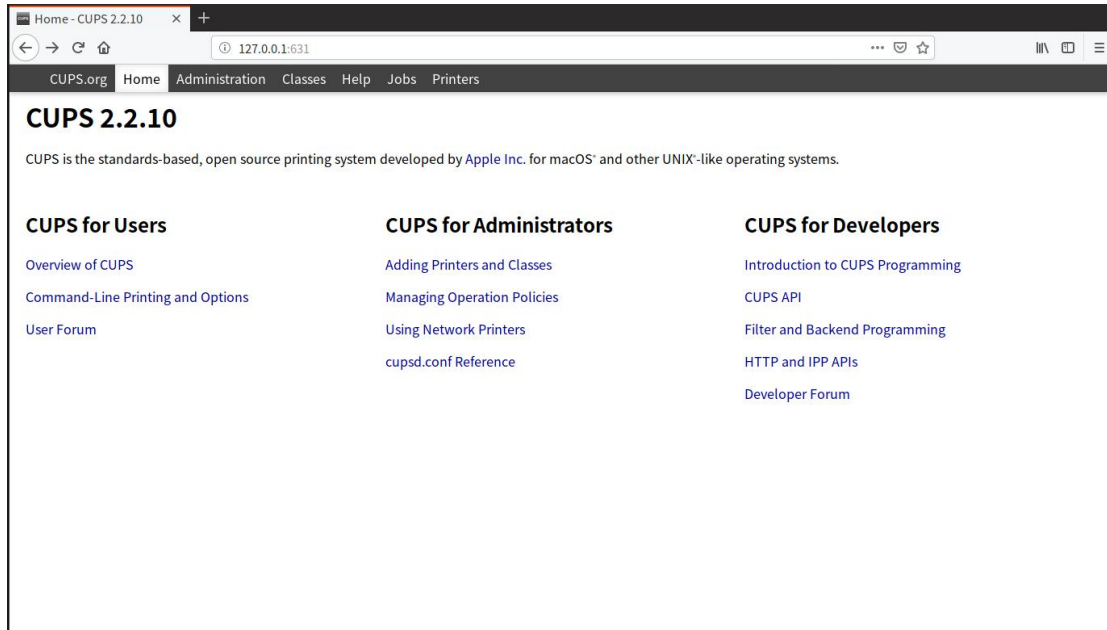 Home - CUPS 2.2.10
127.0.0.1:631
CUPS.org Home Administration Classes Help Jobs Printers
CUPS 2.2.10
CUPS is the standards-based, open source printing system developed by Apple Inc. for macOS® and other UNIX®-like operating systems.
CUPS for Users
Overview of CUPS
Command-Line Printing and Options
User Forum
CUPS for Administrators
Adding Printers and Classes
Managing Operation Policies
Using Network Printers
cupsd.conf Reference
CUPS for Developers
Introduction to CUPS Programming
CUPS API
Filter and Backend Programming
HTTP and IPP APIs
Developer Forum